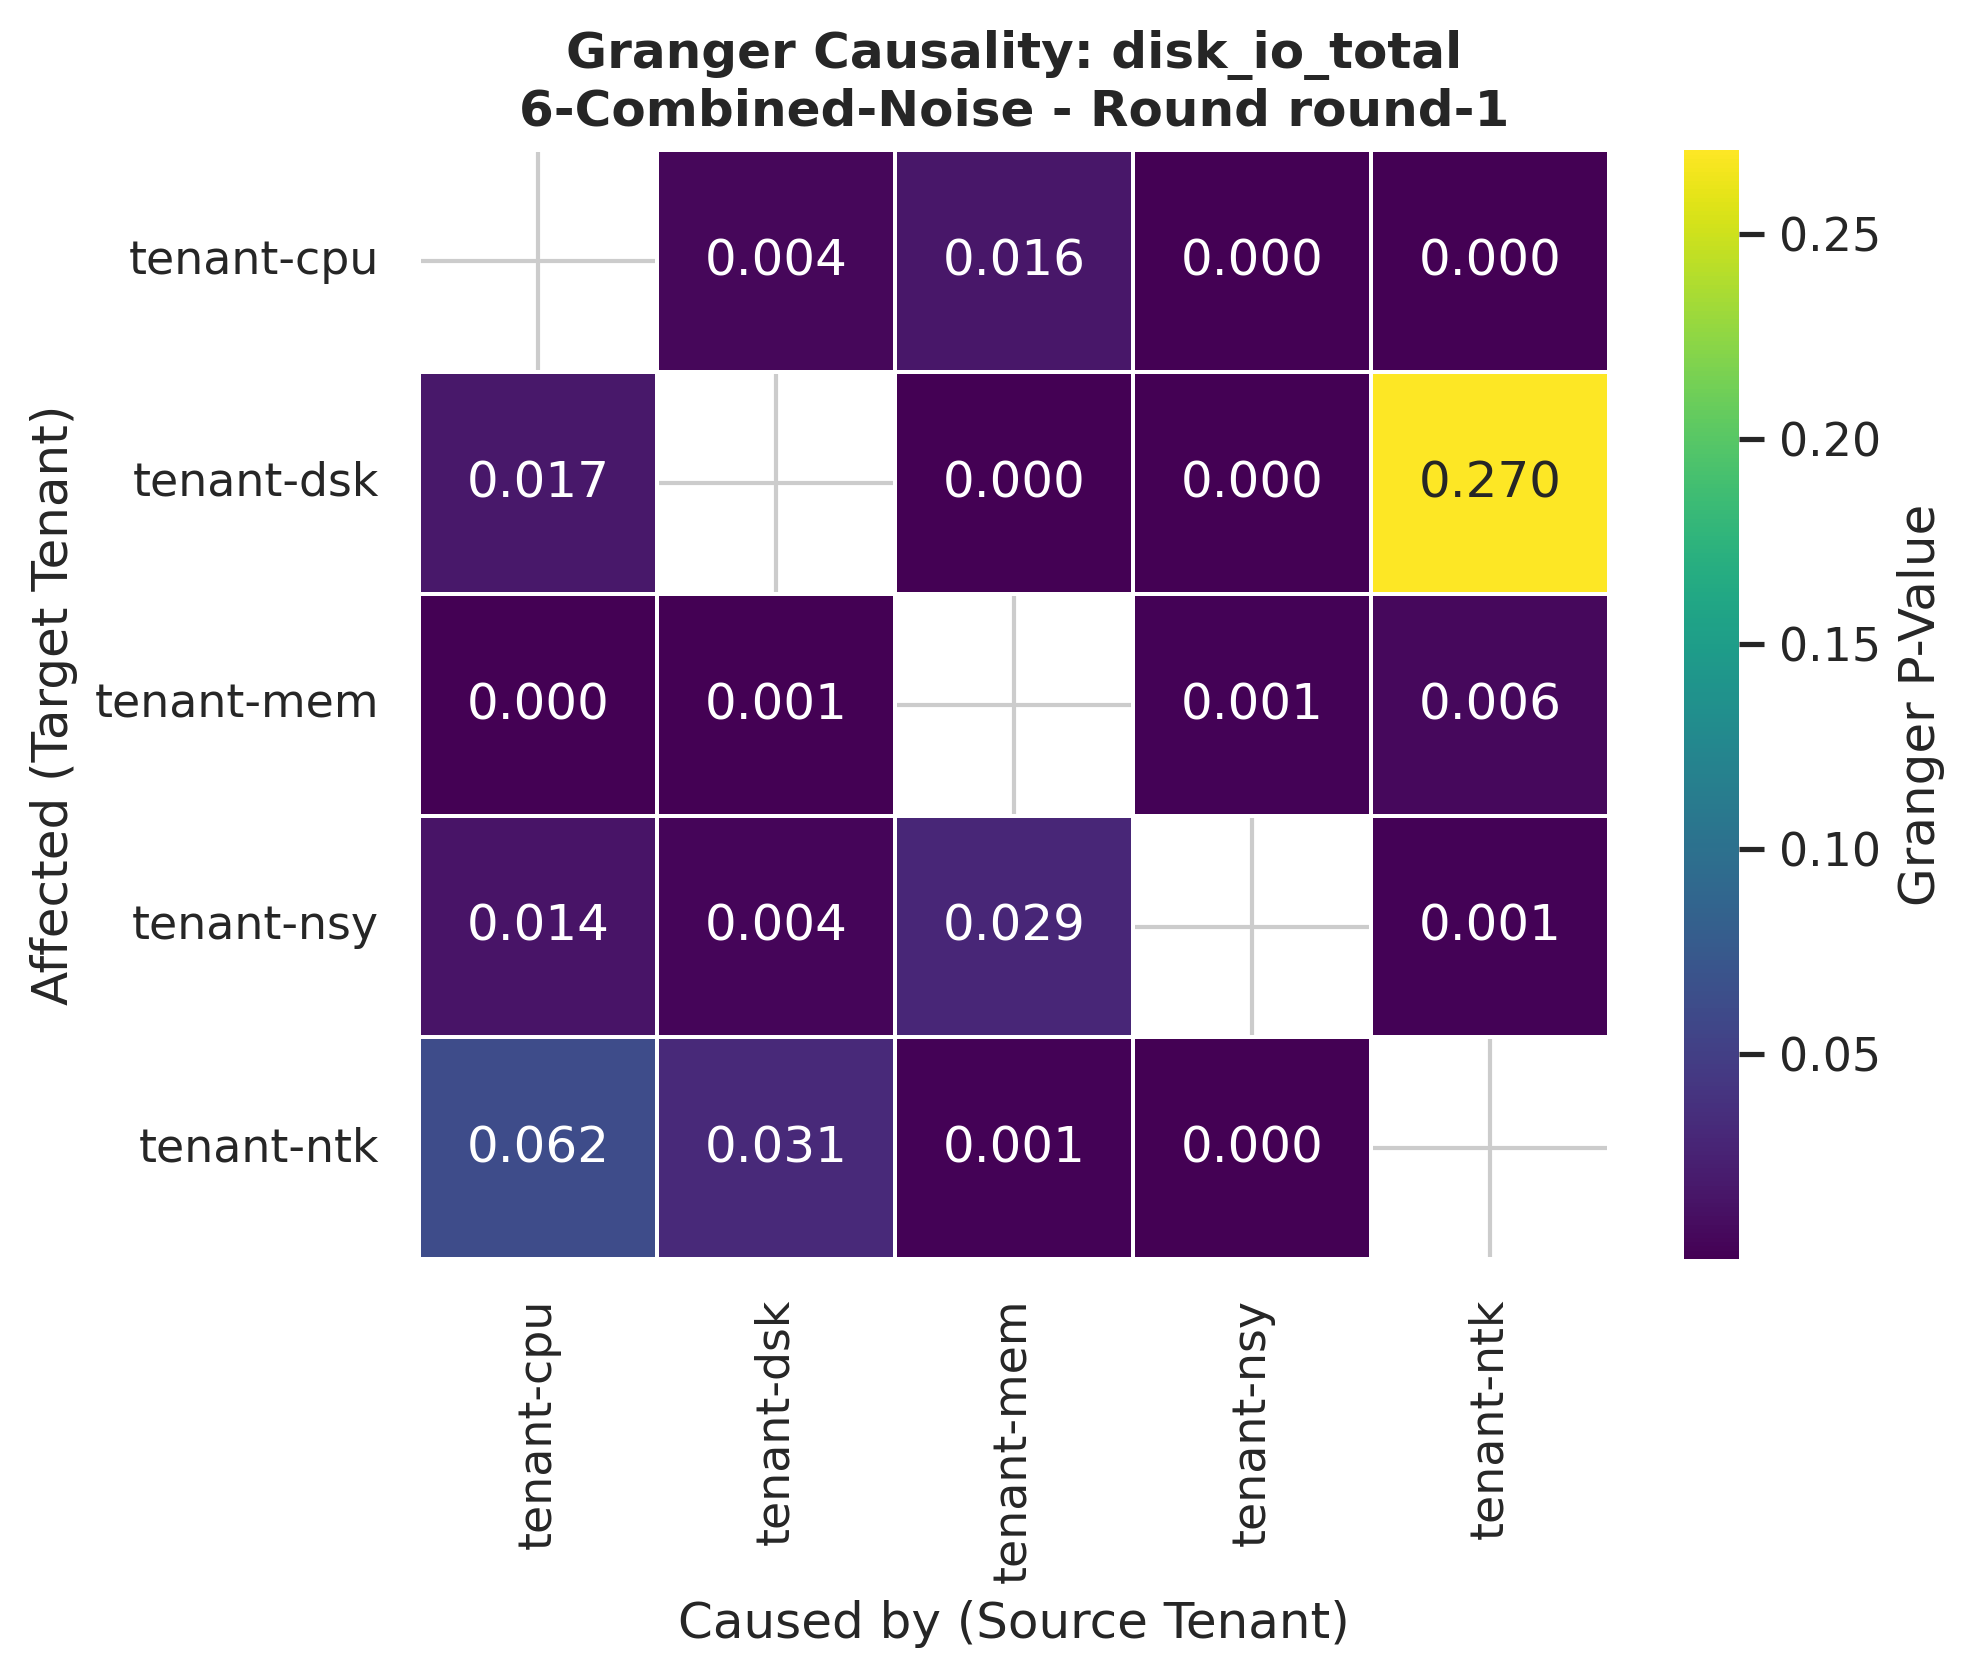 Granger Causality: disk_io_total
6-Combined-Noise - Round round-1
Affected (Target Tenant)
tenant-cpu
0.004
0.016
0.000
0.000
tenant-dsk
0.017
0.000
0.000
0.270
tenant-mem
0.000
0.001
0.001
0.006
tenant-nsy
0.014
0.004
0.029
0.001
tenant-ntk
0.062
0.031
0.001
0.000
tenant-cpu
tenant-dsk
tenant-mem
tenant-nsy
tenant-ntk
Caused by (Source Tenant)
0.25
0.20
0.15
0.10
0.05
Granger P-Value